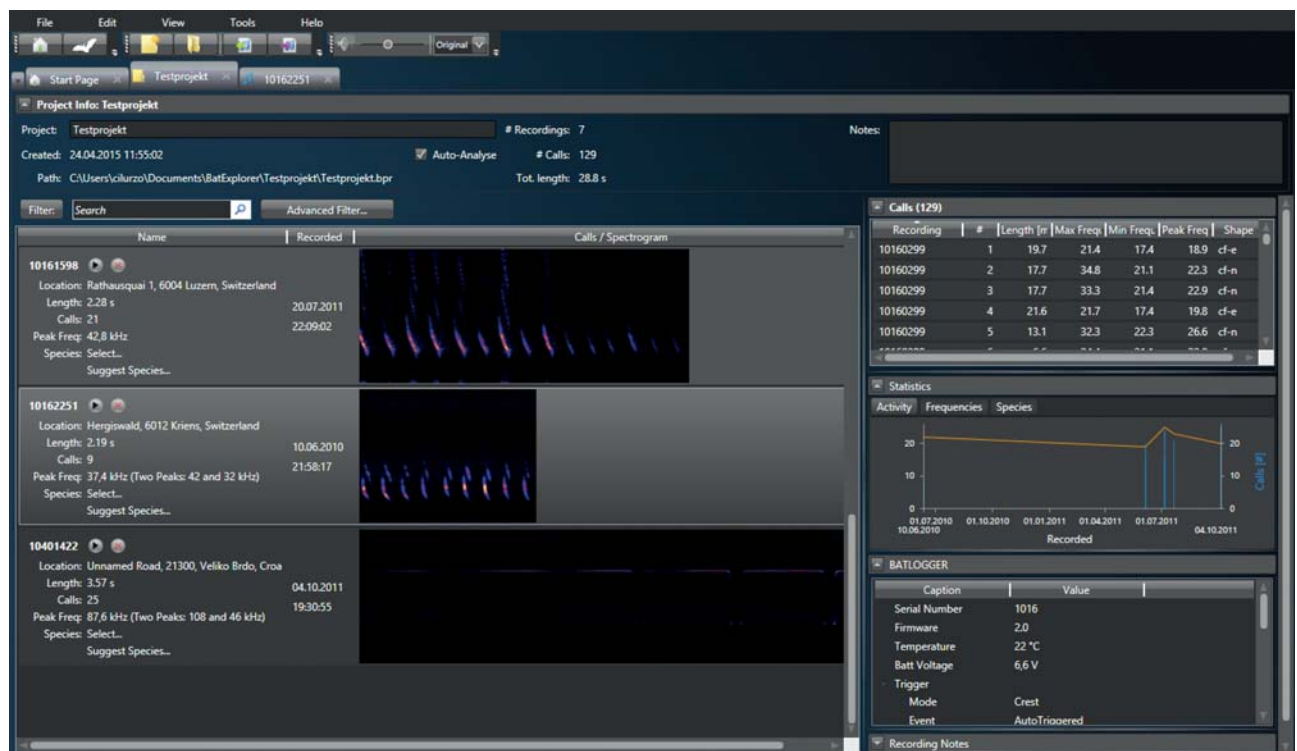 File Edit View Tools Help
Original
Start Page Testprojekt 10162251
Project Info: Testprojekt
Project: Testprojekt # Recordings: 7 Notes:
Created: 24.04.2015 11:55:02 Auto-Analyse # Calls: 129
Path: C:\Users\cilurzo\Documents\BatExplorer\Testprojekt\Testprojekt.bpr Tot. length: 28.8 s
Filter: Search Advanced Filter...
Name Recorded Calls / Spectrogram
10161598
Location: Rathausquai 1, 6004 Luzern, Switzerland
Length: 2.28 s
20.07.2011
Calls: 21
22:09:02
Peak Freq: 42,8 kHz
Species: Select...
Suggest Species...
10162251
Location: Hergiswald, 6012 Kriens, Switzerland
Length: 2.19 s
10.06.2010
Calls: 9
21:58:17
Peak Freq: 37,4 kHz (Two Peaks: 42 and 32 kHz)
Species: Select...
Suggest Species...
10401422
Location: Unnamed Road, 21300, Veliko Brdo, Croa
Length: 3.57 s
04.10.2011
Calls: 25
19:30:55
Peak Freq: 87,6 kHz (Two Peaks: 108 and 46 kHz)
Species: Select...
Suggest Species...
Calls (129)
Recording # Length [m Max Frequ Min Frequ Peak Freq Shape
10160299 1 19.7 21.4 17.4 18.9 cf-e
10160299 2 17.7 34.8 21.1 22.3 cf-n
10160299 3 17.7 33.3 21.4 22.9 cf-n
10160299 4 21.6 21.7 17.4 19.8 cf-e
10160299 5 13.1 32.3 22.3 26.6 cf-n
Statistics
Activity Frequencies Species
20 20
10 10
Calls [#]
0 0
01.07.2010 01.10.2010 01.01.2011 01.04.2011 01.07.2011
10.06.2010 04.10.2011
Recorded
BATLOGGER
Caption Value
Serial Number 1016
Firmware 2.0
Temperature 22 °C
Batt Voltage 6,6 V
Trigger
Mode Crest
Event AutoTriggered
Recording Notes